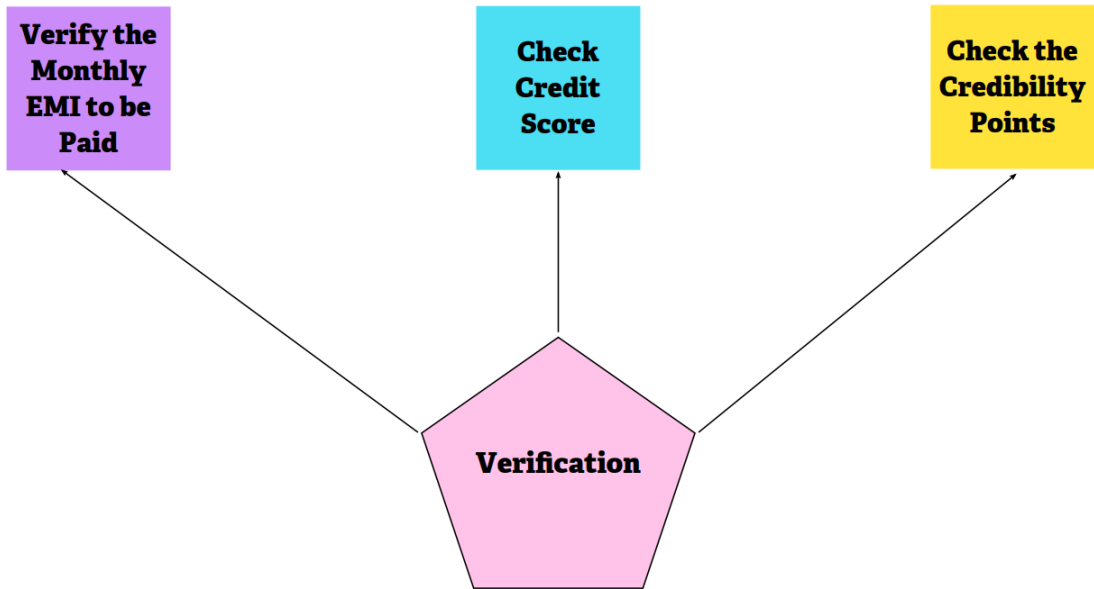 Verify the
Monthly
EMI to be
Paid
Check
Credit
Score
Check the
Credibility
Points
Verification